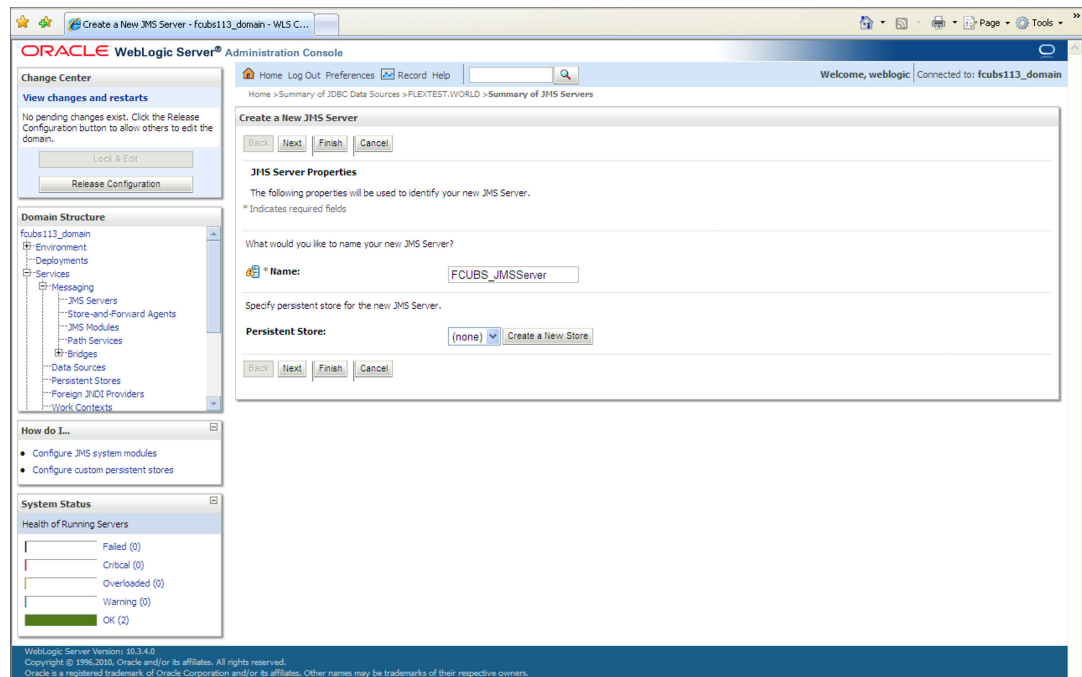 Create a New JMS Server - fcubs113_domain - WLS C...
Page
Tools
»
ORACLE WebLogic Server® Administration Console
Change Center
View changes and restarts
No pending changes exist. Click the Release
Configuration button to allow others to edit the
domain.
Lock & Edit
Release Configuration
Domain Structure
fcubs113_domain
Environment
Deployments
Services
Messaging
JMS Servers
Store-and-Forward Agents
JMS Modules
Path Services
Bridges
Data Sources
Persistent Stores
Foreign JNDI Providers
Work Contexts
How do I...
Configure JMS system modules
Configure custom persistent stores
System Status
Health of Running Servers
Failed (0)
Critical (0)
Overloaded (0)
Warning (0)
OK (2)
Home Log Out Preferences Record Help
Welcome, weblogic Connected to: fcubs113_domain
Home >Summary of JDBC Data Sources >FLEXTEST.WORLD >Summary of JMS Servers
Create a New JMS Server
Back Next Finish Cancel
JMS Server Properties
The following properties will be used to identify your new JMS Server.
* Indicates required fields
What would you like to name your new JMS Server?
* Name: FCUBS_JMSServer
Specify persistent store for the new JMS Server.
Persistent Store: (none) Create a New Store
Back Next Finish Cancel
WebLogic Server Version: 10.3.4.0
Copyright © 1996,2010, Oracle and/or its affiliates. All rights reserved.
Oracle is a registered trademark of Oracle Corporation and/or its affiliates. Other names may be trademarks of their respective owners.